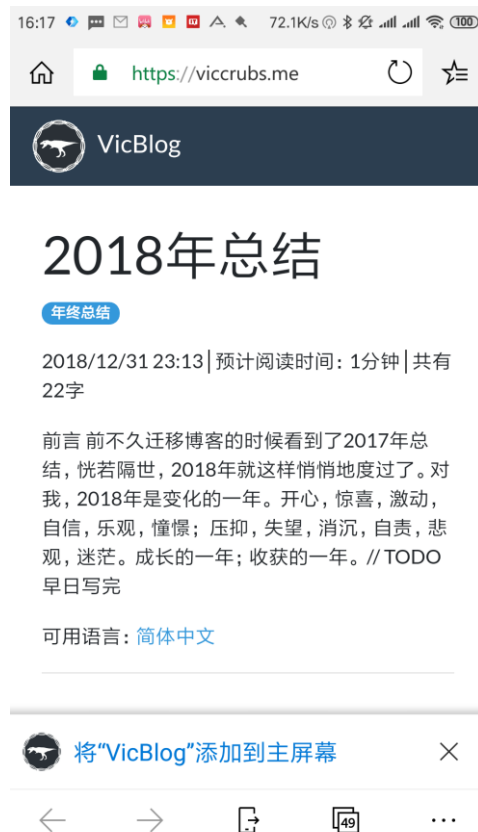 16:17 72.1K/s 100
https://viccrubs.me
VicBlog
2018年总结
年终总结
2018/12/31 23:13|预计阅读时间：1分钟|共有
22字
前言 前不久迁移博客的时候看到了2017年总
结，恍若隔世，2018年就这样悄悄地度过了。对
我，2018年是变化的一年。开心，惊喜，激动，
自信，乐观，憧憬；压抑，失望，消沉，自责，悲
观，迷茫。成长的一年；收获的一年。// TODO
早日写完
可用语言：简体中文
将“VicBlog”添加到主屏幕
49